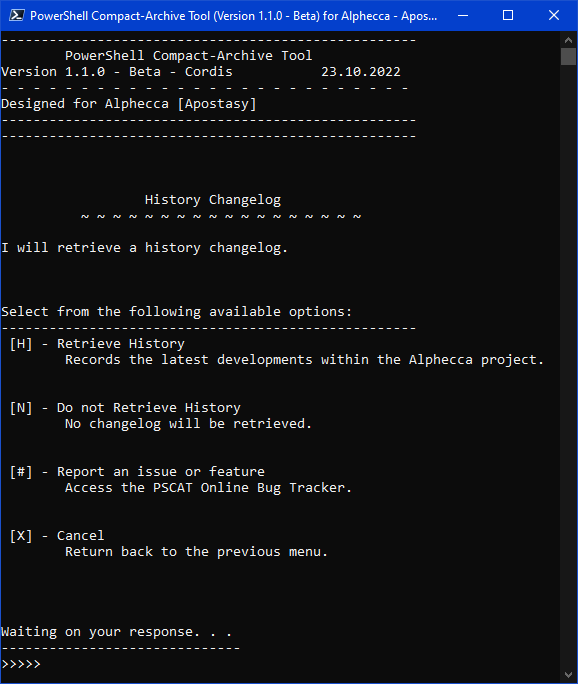 PowerShell Compact-Archive Tool (Version 1.1.0 - Beta) for Alphecca - Apos...
----------------------------------------------------
PowerShell Compact-Archive Tool
Version 1.1.0 - Beta - Cordis 23.10.2022
- - - - - - - - - - - - - - - - - - - - - - - - - -
Designed for Alphecca [Apostasy]
----------------------------------------------------
----------------------------------------------------
History Changelog
~ ~ ~ ~ ~ ~ ~ ~ ~ ~ ~ ~ ~ ~ ~ ~ ~ ~
I will retrieve a history changelog.
Select from the following available options:
----------------------------------------------------
[H] - Retrieve History
Records the latest developments within the Alphecca project.
[N] - Do not Retrieve History
No changelog will be retrieved.
[#] - Report an issue or feature
Access the PSCAT Online Bug Tracker.
[X] - Cancel
Return back to the previous menu.
Waiting on your response. . .
------------------------------
>>>>>